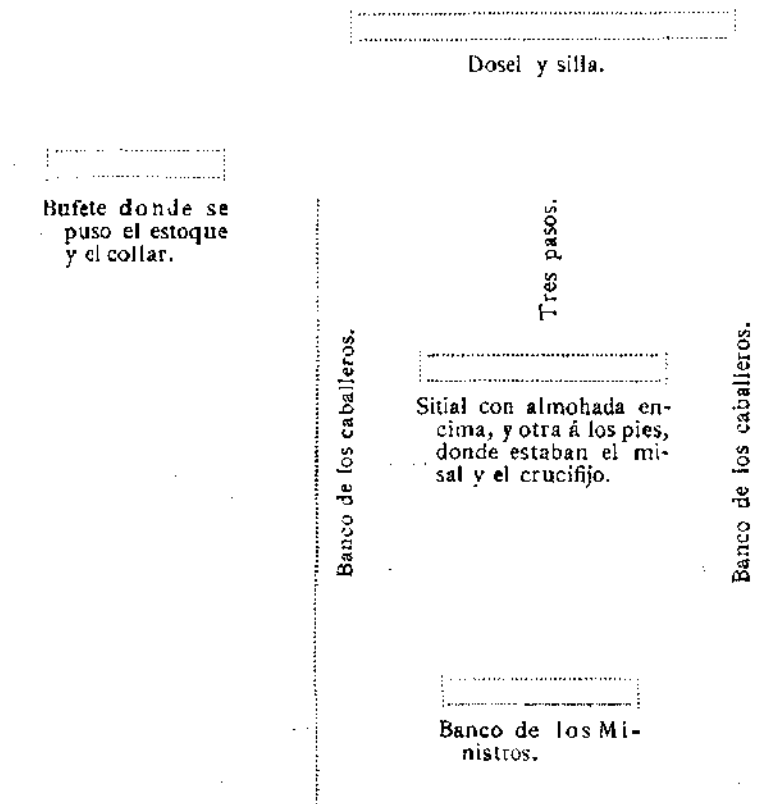 Dosel y silla.
Bufete donde se
puso el estoque
y el collar.
Tres pasos.
Banco de los caballeros.
Sitial con almohada en-
cima, y otra á los pies,
donde estaban el mi-
sal y el crucifijo.
Banco de los caballeros.
Banco de los Mi-
nistros.